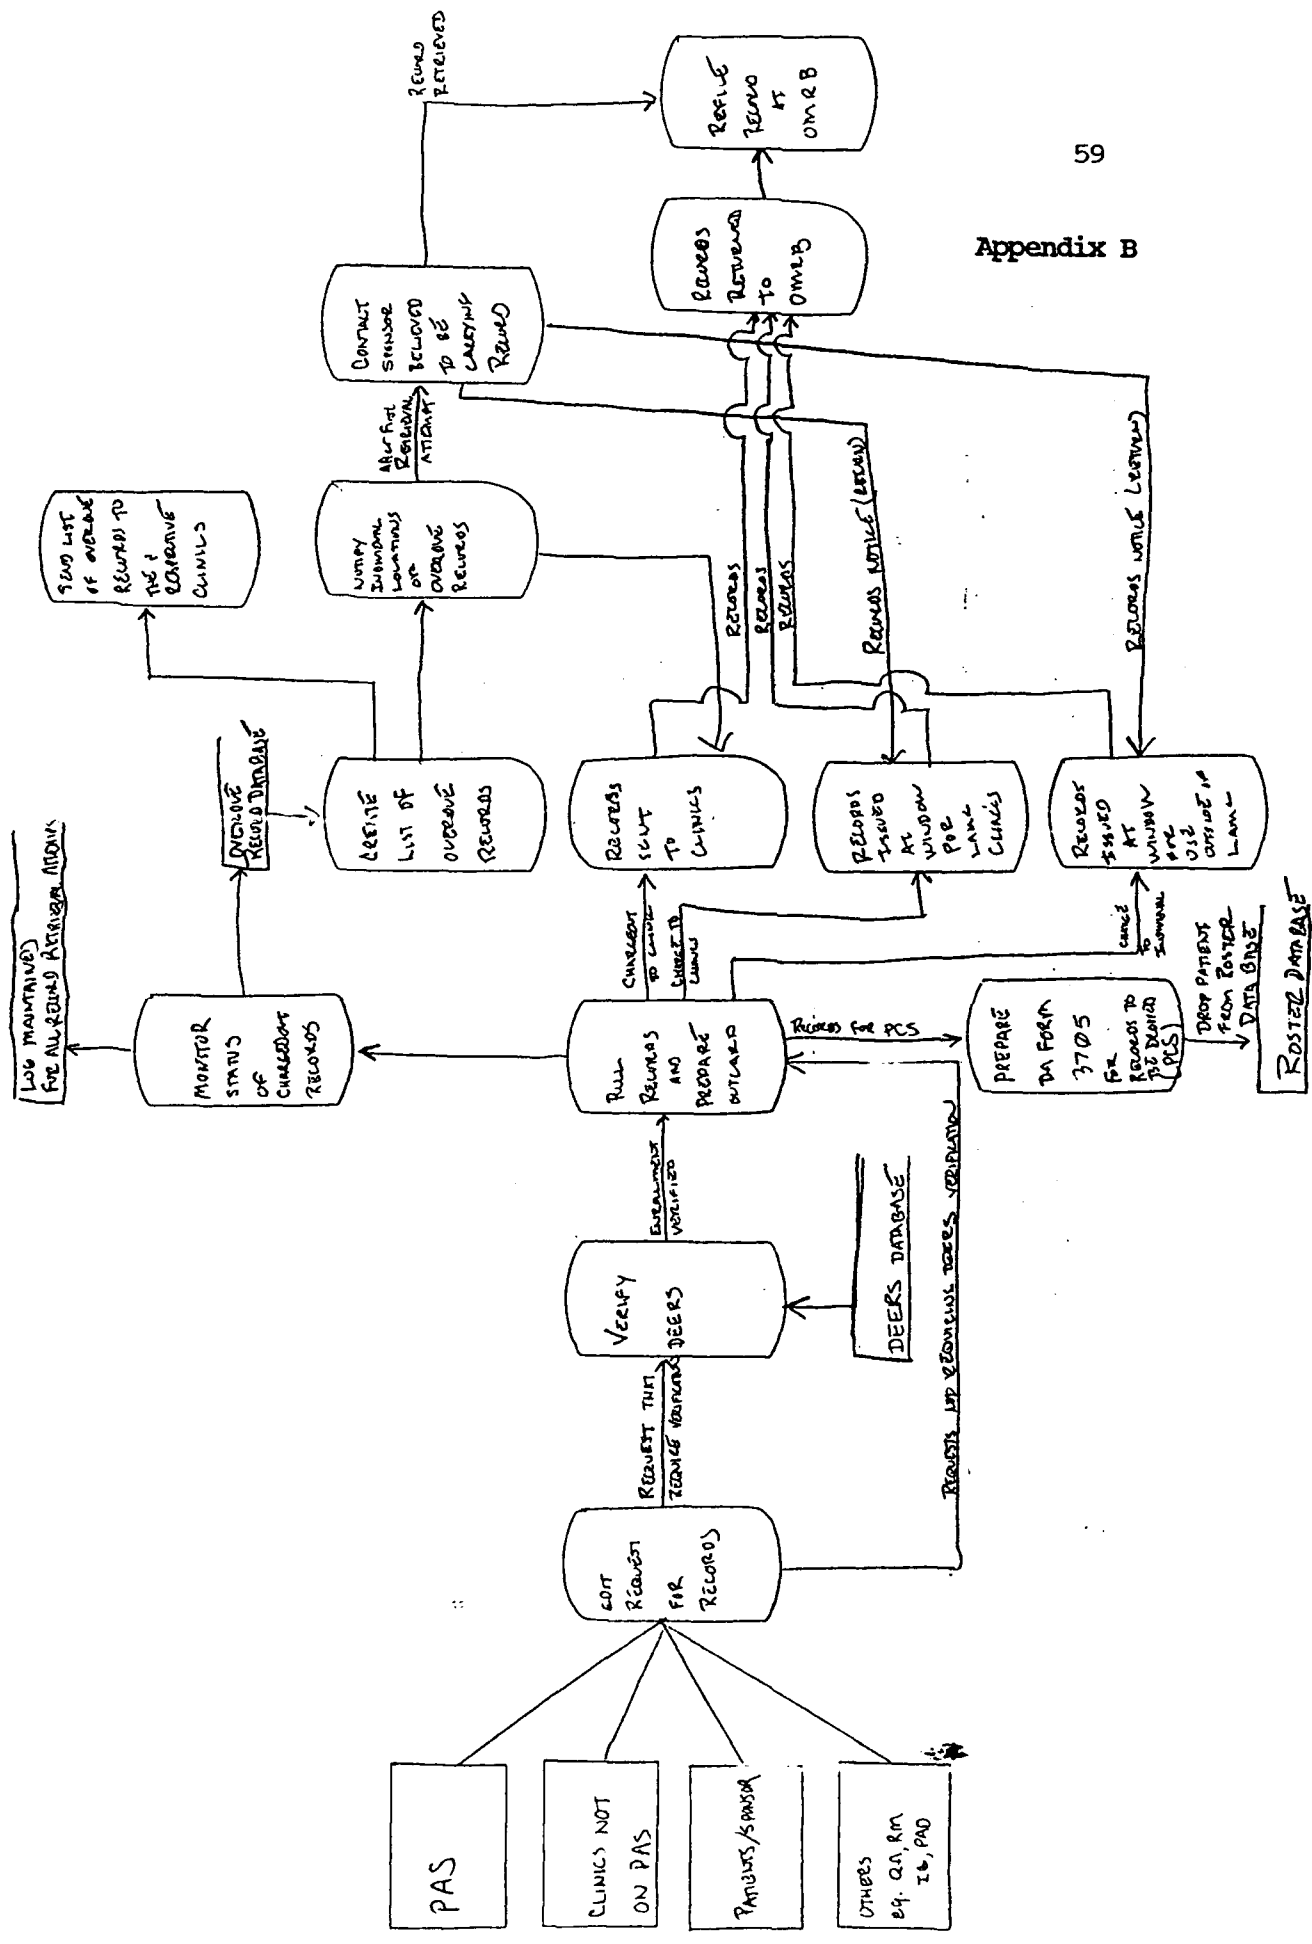 59
Appendix B
PAS
CLINICS NOT
ON PAS
PATIENTS/SPONSOR
OTHERS
eg. QA, RM
IG, PAD
EDIT
REQUEST
FOR
RECORDS
REQUEST THAT
REQUIRE VERIFICATION
REQUESTS NOT REQUIRING DEERS VERIFICATION
VERIFY
DEERS
DEERS DATABASE
ENROLLMENT
VERIFIED
PULL
RECORDS
AND
PREPARE
OUTCARD
RECORDS FOR PCS
PREPARE
DA FORM
3705
FOR
RECORDS TO
BE
(PCS)
DROP PATIENT
FROM ROSTER
DATA BASE
ROSTER DATABASE
MONITOR
STATUS
OF
CHARGEOUT
RECORDS
LOG MAINTAINED
FOR ALL RECORD RETRIEVAL
OVERDUE
RECORD DATABASE
CREATE
LIST OF
OVERDUE
RECORDS
SEND LIST
OF OVERDUE
RECORDS TO
THE
RESPECTIVE
CLINICS
NOTIFY
INDIVIDUAL
LOCATIONS
OVERDUE
RECORDS
RETRIEVAL
ATTEMPT
CONTACT
SPONSOR
BELIEVED
TO BE
CARRYING
RECORD
RECORD
RETRIEVED
REFILE
RECORD
AT
OMRB
RECORDS
RETURNED
TO
OMRB
CHARGEOUT
TO CLINIC
CHARGE TO
CLINICS
CHARGE
TO INDIVIDUAL
RECORDS
SENT
TO
CLINICS
RECORDS
ISSUED
AT
WINDOW
FOR
LAMC
CLINICS
RECORDS
ISSUED
AT
WINDOW
FOR
USE
OUTSIDE OF
LAMC
RECORDS
RECORDS
RECORDS
RECORDS NOTICE (RETURN)
RECORDS NOTICE (RETURN)